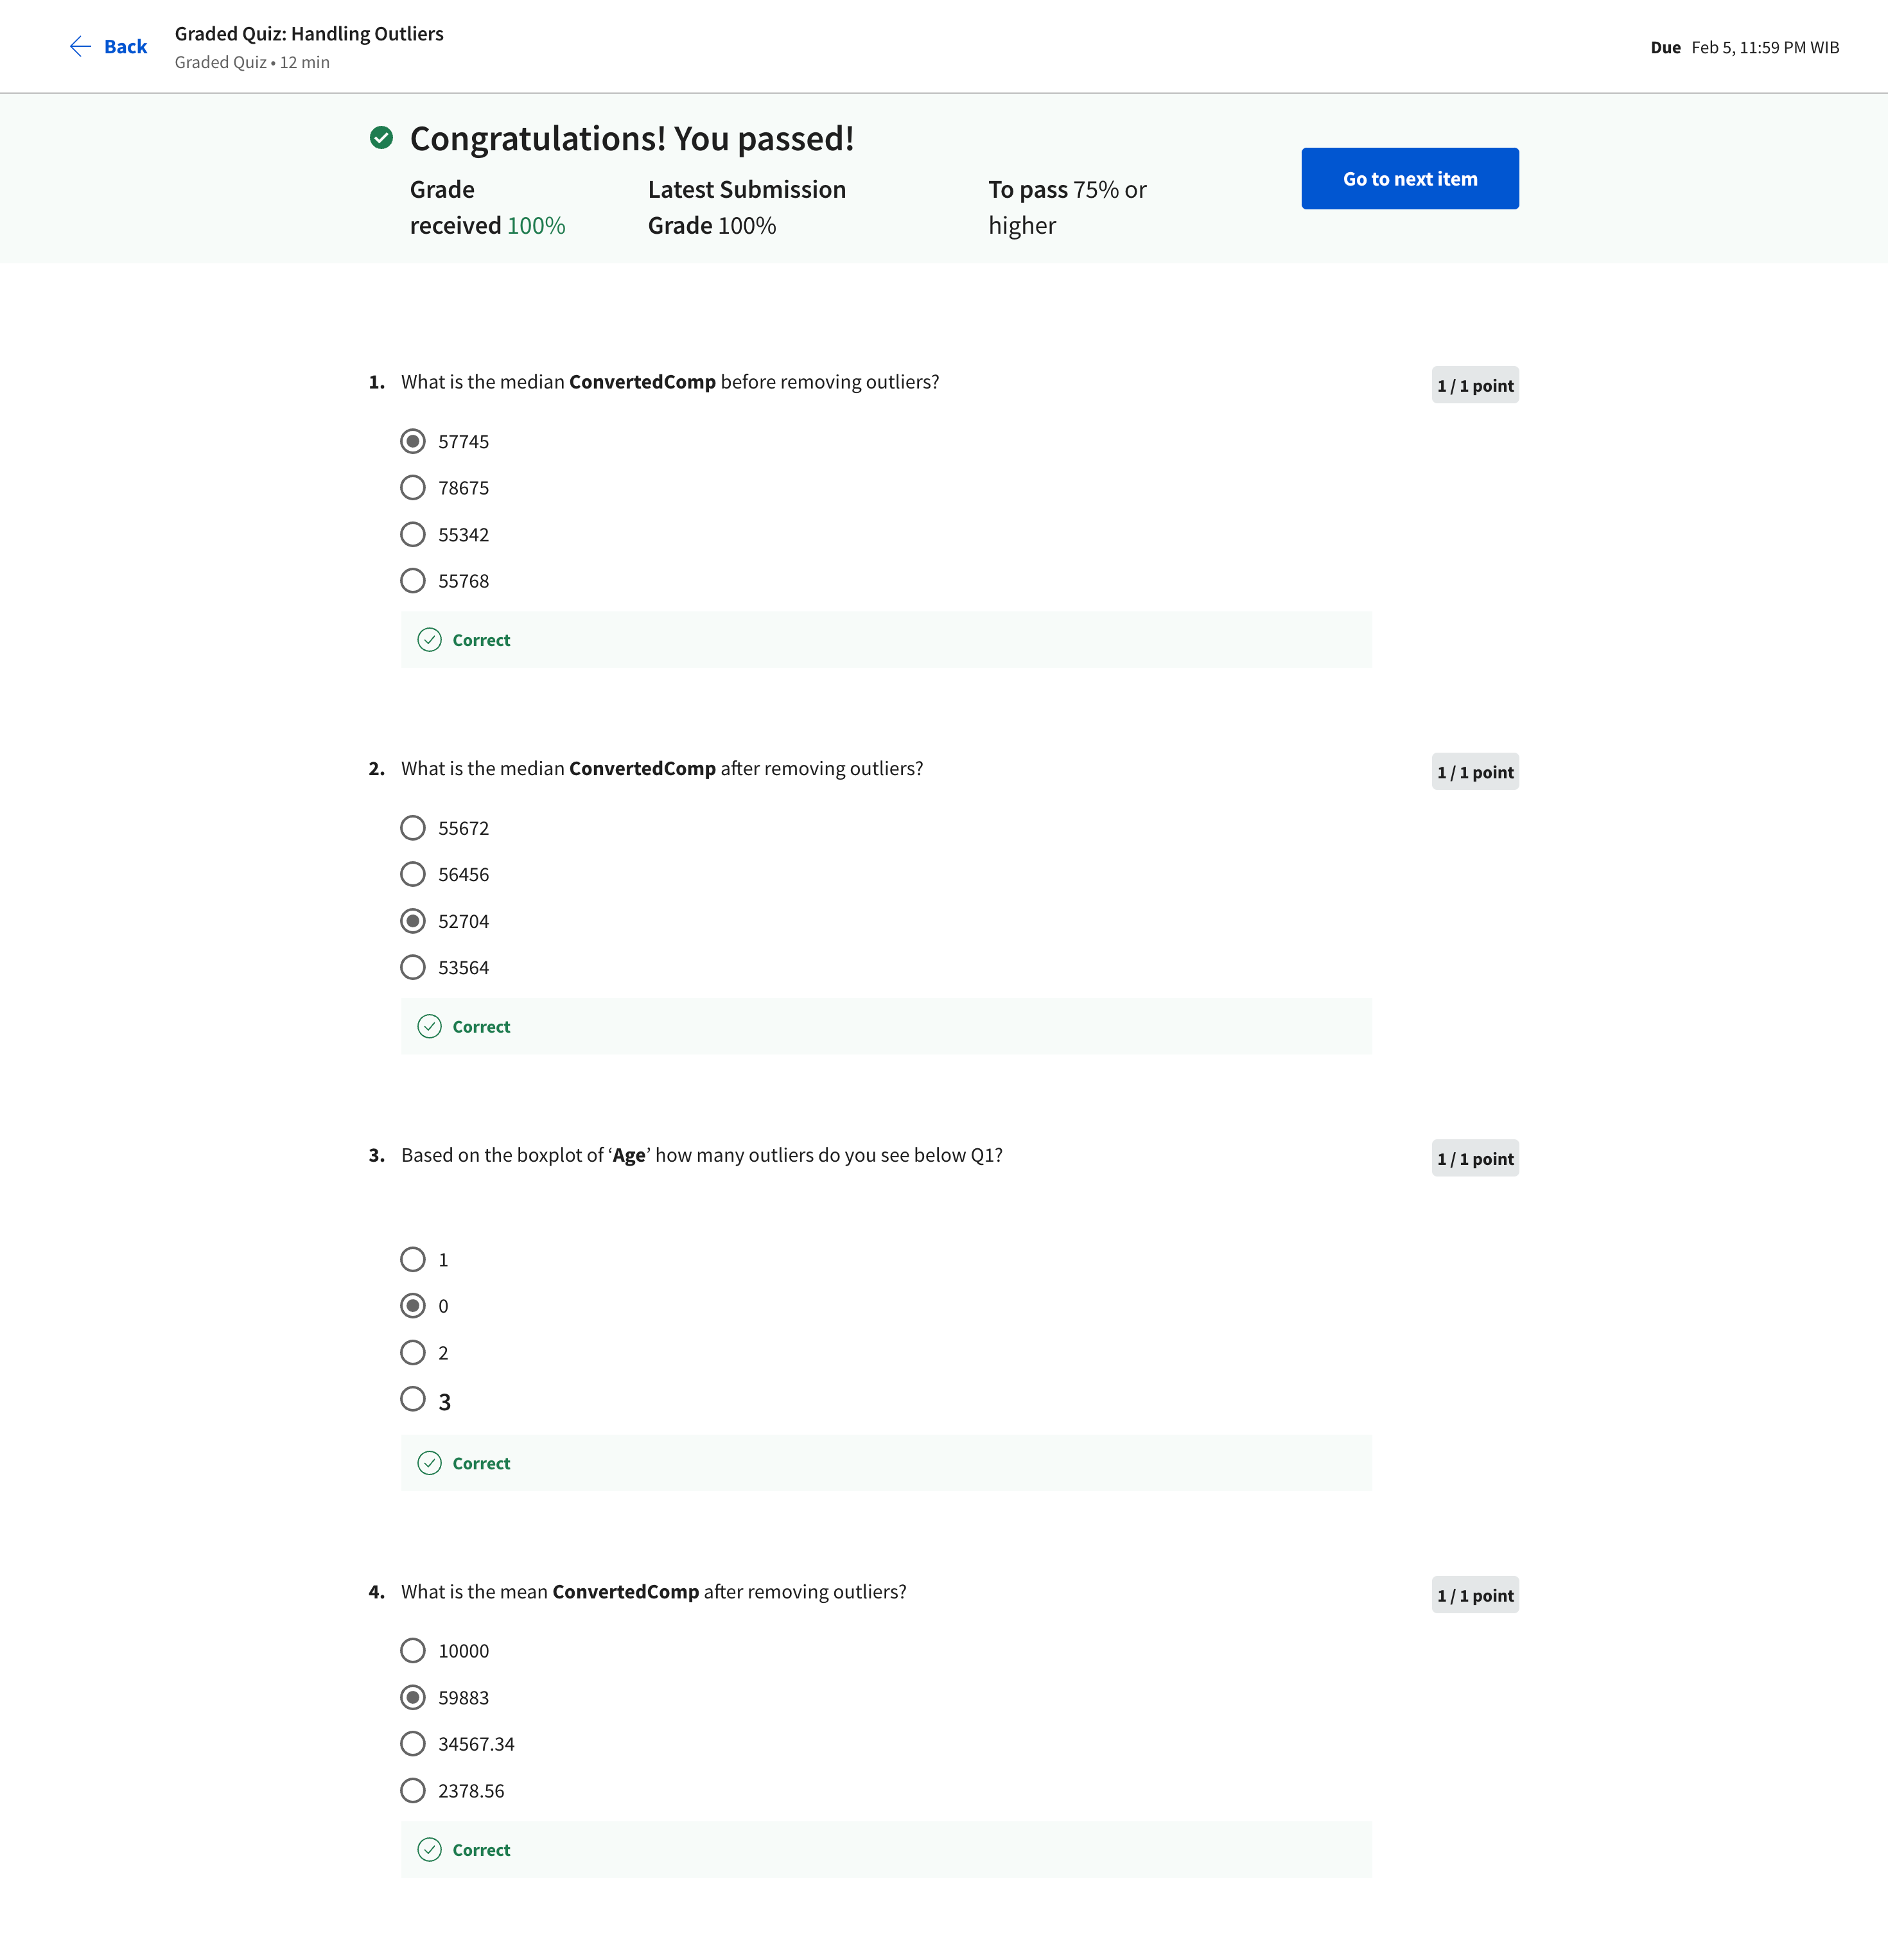 Back
Graded Quiz: Handling Outliers
Graded Quiz • 12 min
Due Feb 5, 11:59 PM WIB
Congratulations! You passed!
Grade
received 100%
Latest Submission
Grade 100%
To pass 75% or
higher
Go to next item
1. What is the median ConvertedComp before removing outliers?
1 / 1 point
57745
78675
55342
55768
Correct
2. What is the median ConvertedComp after removing outliers?
1 / 1 point
55672
56456
52704
53564
Correct
3. Based on the boxplot of ‘Age’ how many outliers do you see below Q1?
1 / 1 point
1
0
2
3
Correct
4. What is the mean ConvertedComp after removing outliers?
1 / 1 point
10000
59883
34567.34
2378.56
Correct